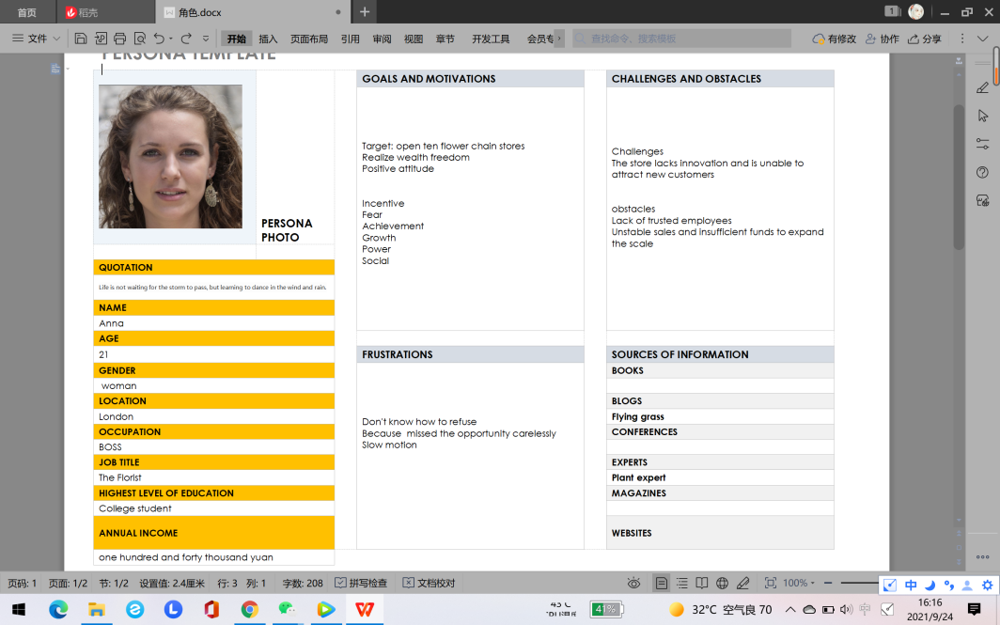 首页
稻壳
角色.docx
+
1
文件
开始
插入
页面布局
引用
审阅
视图
章节
开发工具
会员专
查找命令、搜索模板
有修改
协作
分享
PERSONA TEMPLATE
PERSONA
PHOTO
QUOTATION
Life is not waiting for the storm to pass, but learning to dance in the wind and rain.
NAME
Anna
AGE
21
GENDER
woman
LOCATION
London
OCCUPATION
BOSS
JOB TITLE
The Florist
HIGHEST LEVEL OF EDUCATION
College student
ANNUAL INCOME
one hundred and forty thousand yuan
GOALS AND MOTIVATIONS
Target: open ten flower chain stores
Realize wealth freedom
Positive attitude
Incentive
Fear
Achievement
Growth
Power
Social
FRUSTRATIONS
Don't know how to refuse
Because missed the opportunity carelessly
Slow motion
CHALLENGES AND OBSTACLES
Challenges
The store lacks innovation and is unable to
attract new customers
obstacles
Lack of trusted employees
Unstable sales and insufficient funds to expand
the scale
SOURCES OF INFORMATION
BOOKS
BLOGS
Flying grass
CONFERENCES
EXPERTS
Plant expert
MAGAZINES
WEBSITES
页码: 1
页面: 1/2
节: 1/2
设置值: 2.4厘米
行: 3
列: 1
字数: 208
拼写检查
文档校对
100%
中
41%
32°C 空气良 70
中
16:16
2021/9/24